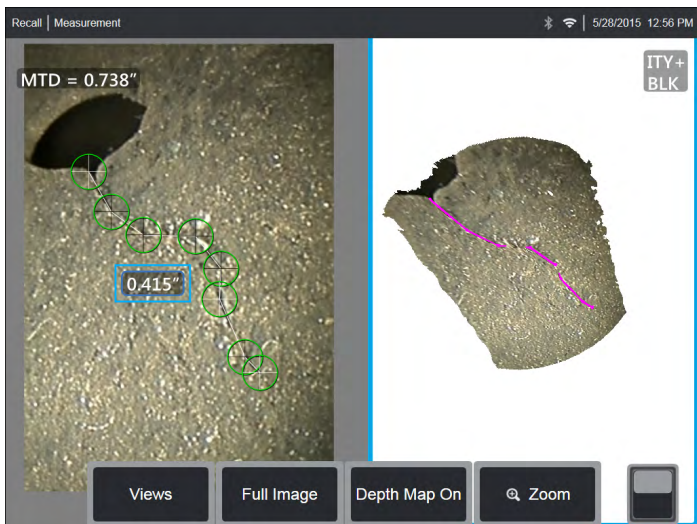 Recall | Measurement
5/28/2015 12:56 PM
MTD = 0.738"
ITY+
BLK
0.415"
Views
Full Image
Depth Map On
Zoom